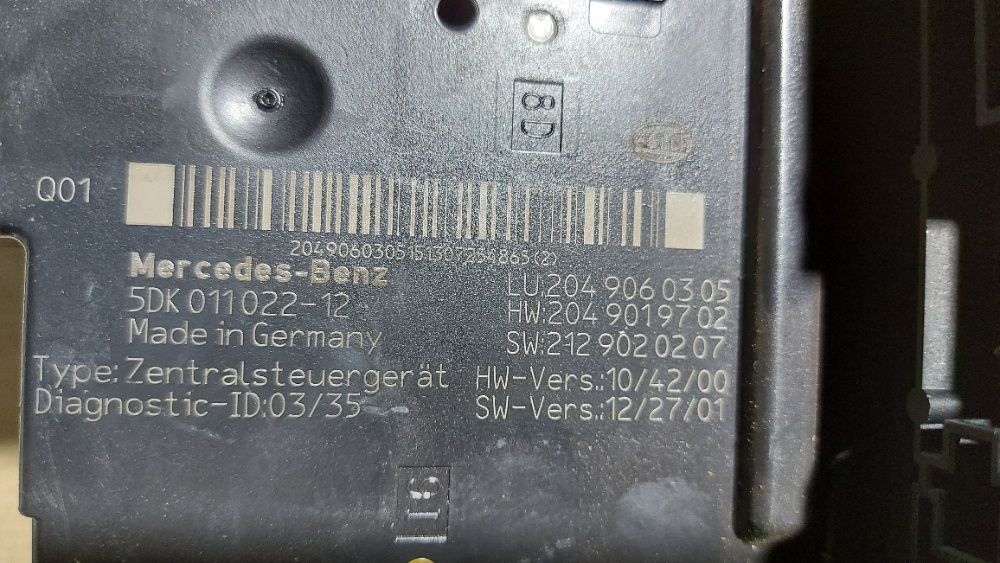 8D
Q01
20490603051513072548 65(2)
Mercedes-Benz
5DK 011 022-12
LU:204 906 03 05
HW:204 901 97 02
Made in Germany
SW:212 902 02 07
Type: Zentralsteuergerät
HW-Vers.:10/42/00
Diagnostic-ID:03/35
SW-Vers.:12/27/01